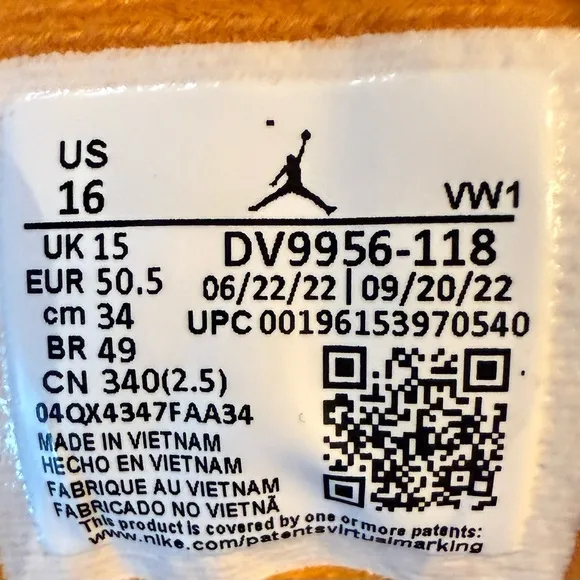 US
16
VW1
UK 15
DV9956-118
EUR 50.5
06/22/22 | 09/20/22
cm 34
UPC 00196153970540
BR 49
CN 340(2.5)
04QX4347FAA34
MADE IN VIETNAM
HECHO EN VIETNAM
FABRIQUE AU VIETNAM
FABRICADO NO VIETNÃ
This product is covered by one or more patents:
www.nike.com/patentsvirtualmarking